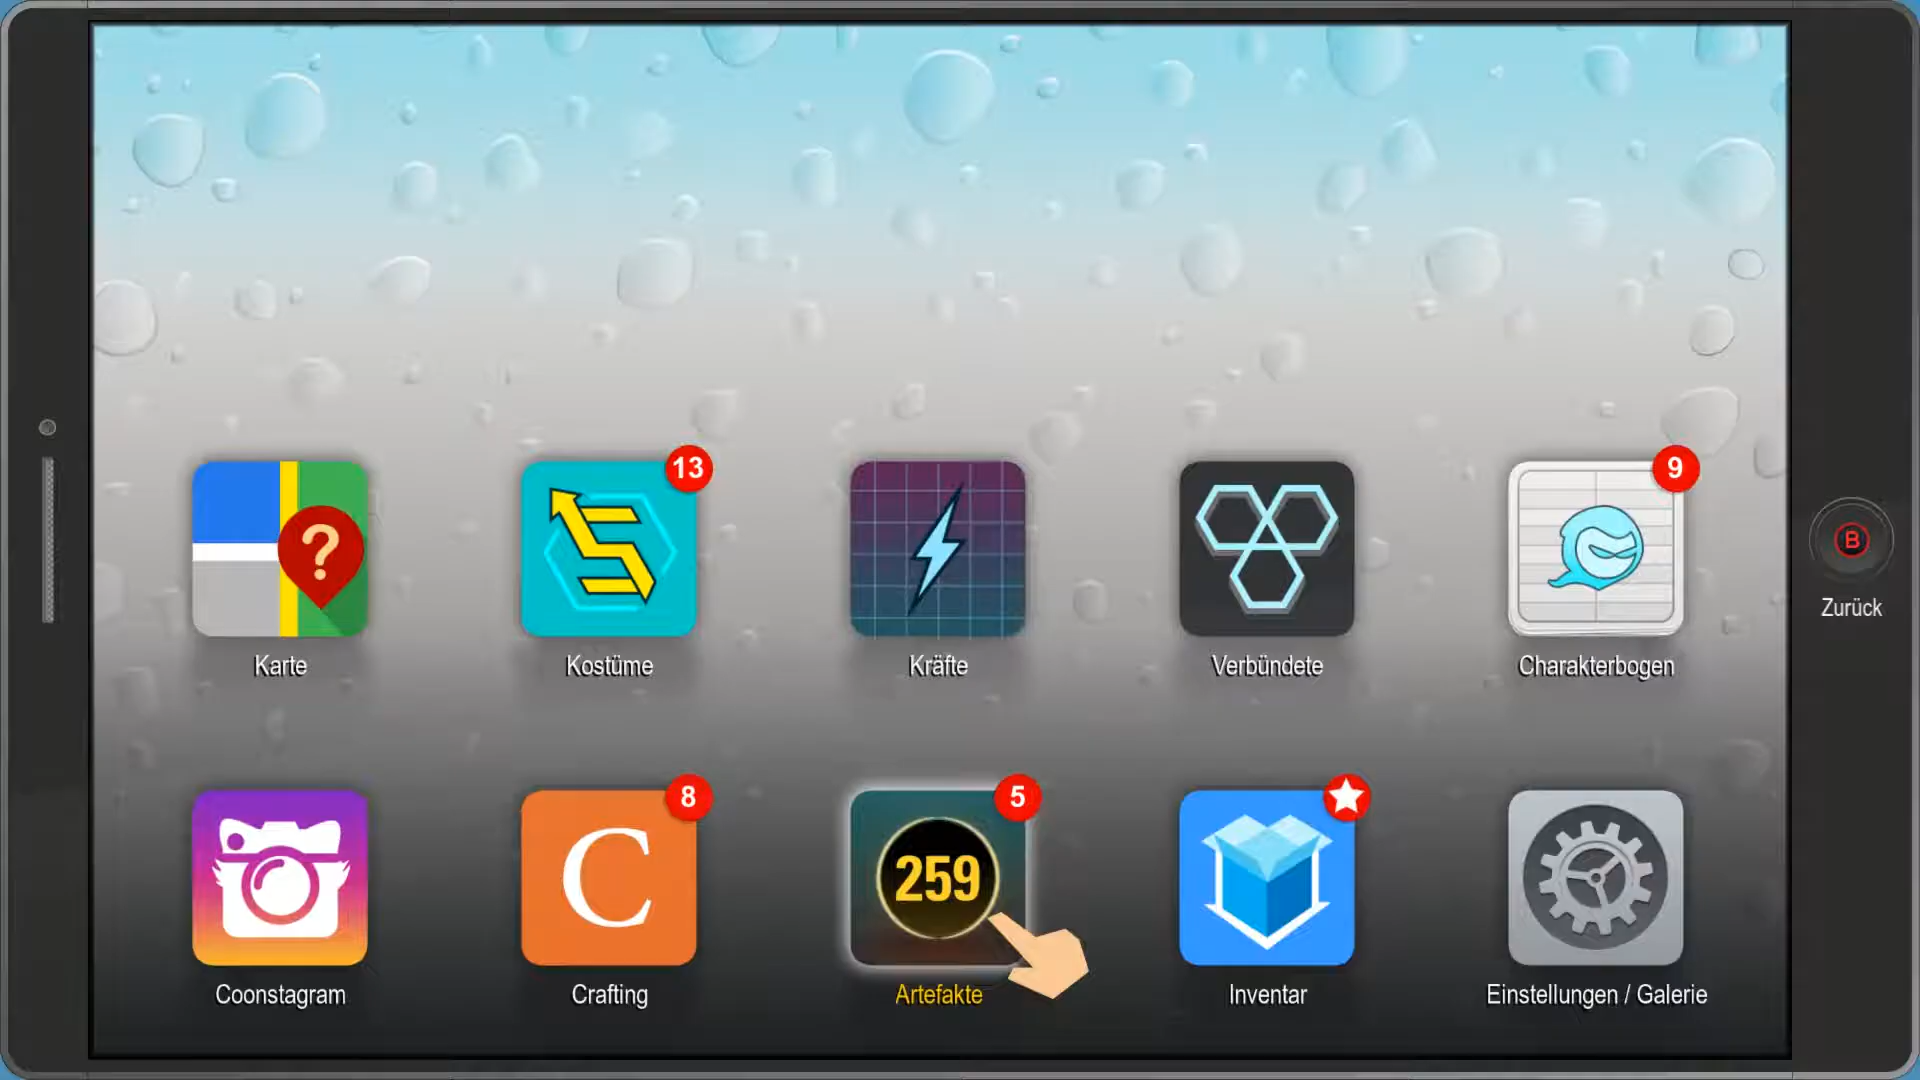 13
9
?
B
Zurück
Karte
Kostüme
Kräfte
Verbündete
Charakterbogen
8
5
C
259
Coonstagram
Crafting
Artefakte
Inventar
Einstellungen / Galerie